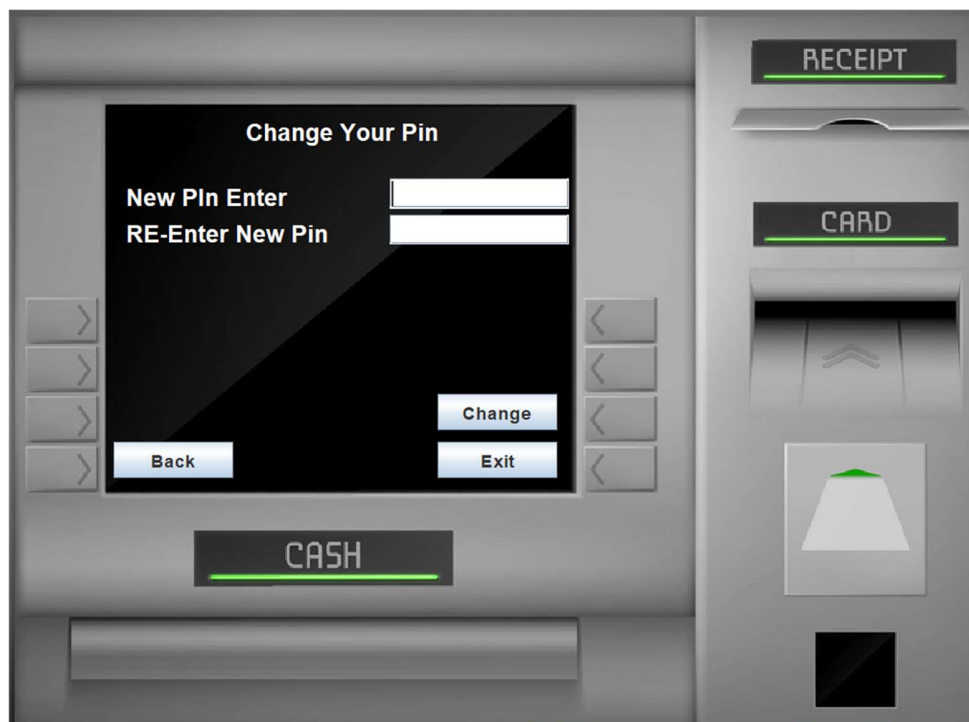 RECEIPT
Change Your Pin
New PIn Enter
RE-Enter New Pin
CARD
Change
Back
Exit
CASH